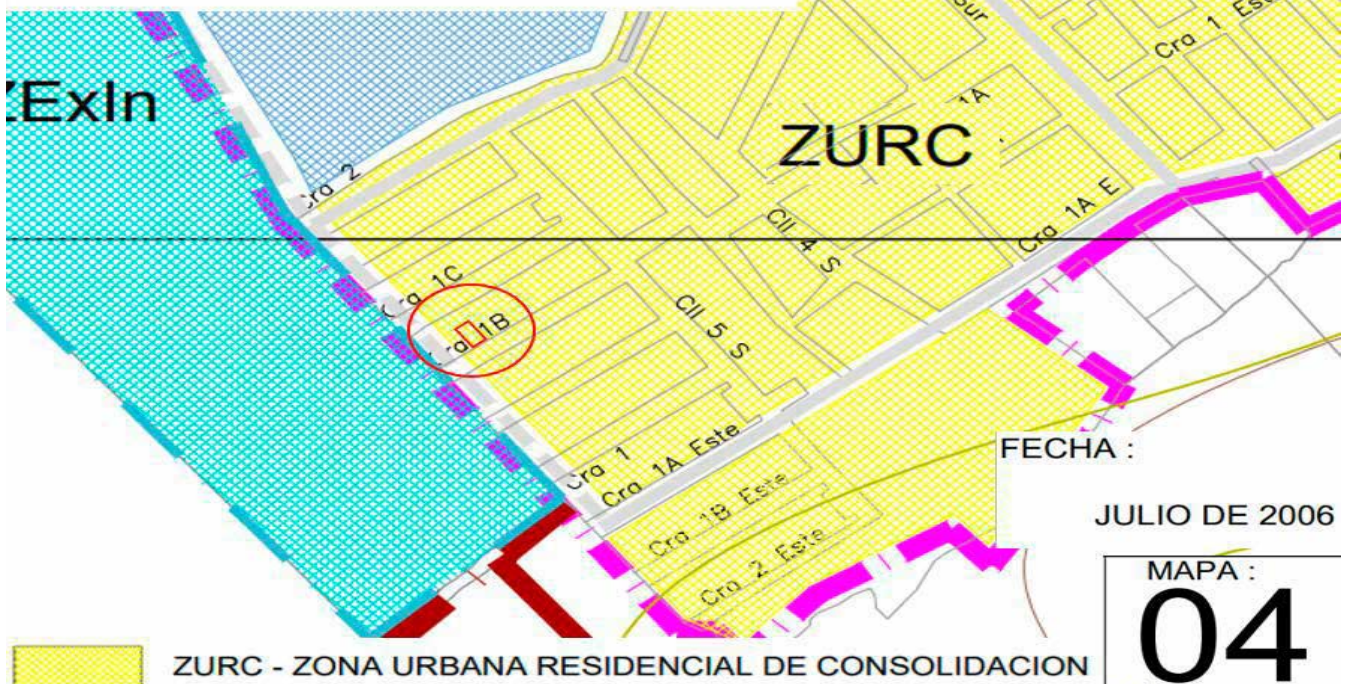 ZExIn
Sur
Cra 1 Este
1A
ZURC
Cra 2
Cll 4 S
Cra 1A E
Cra 1C
Cra 1B
Cll 5 S
Cra 1
Cra 1A Este
Cra 1B Este
Cra 2 Este
FECHA :
JULIO DE 2006
MAPA :
04
ZURC - ZONA URBANA RESIDENCIAL DE CONSOLIDACION